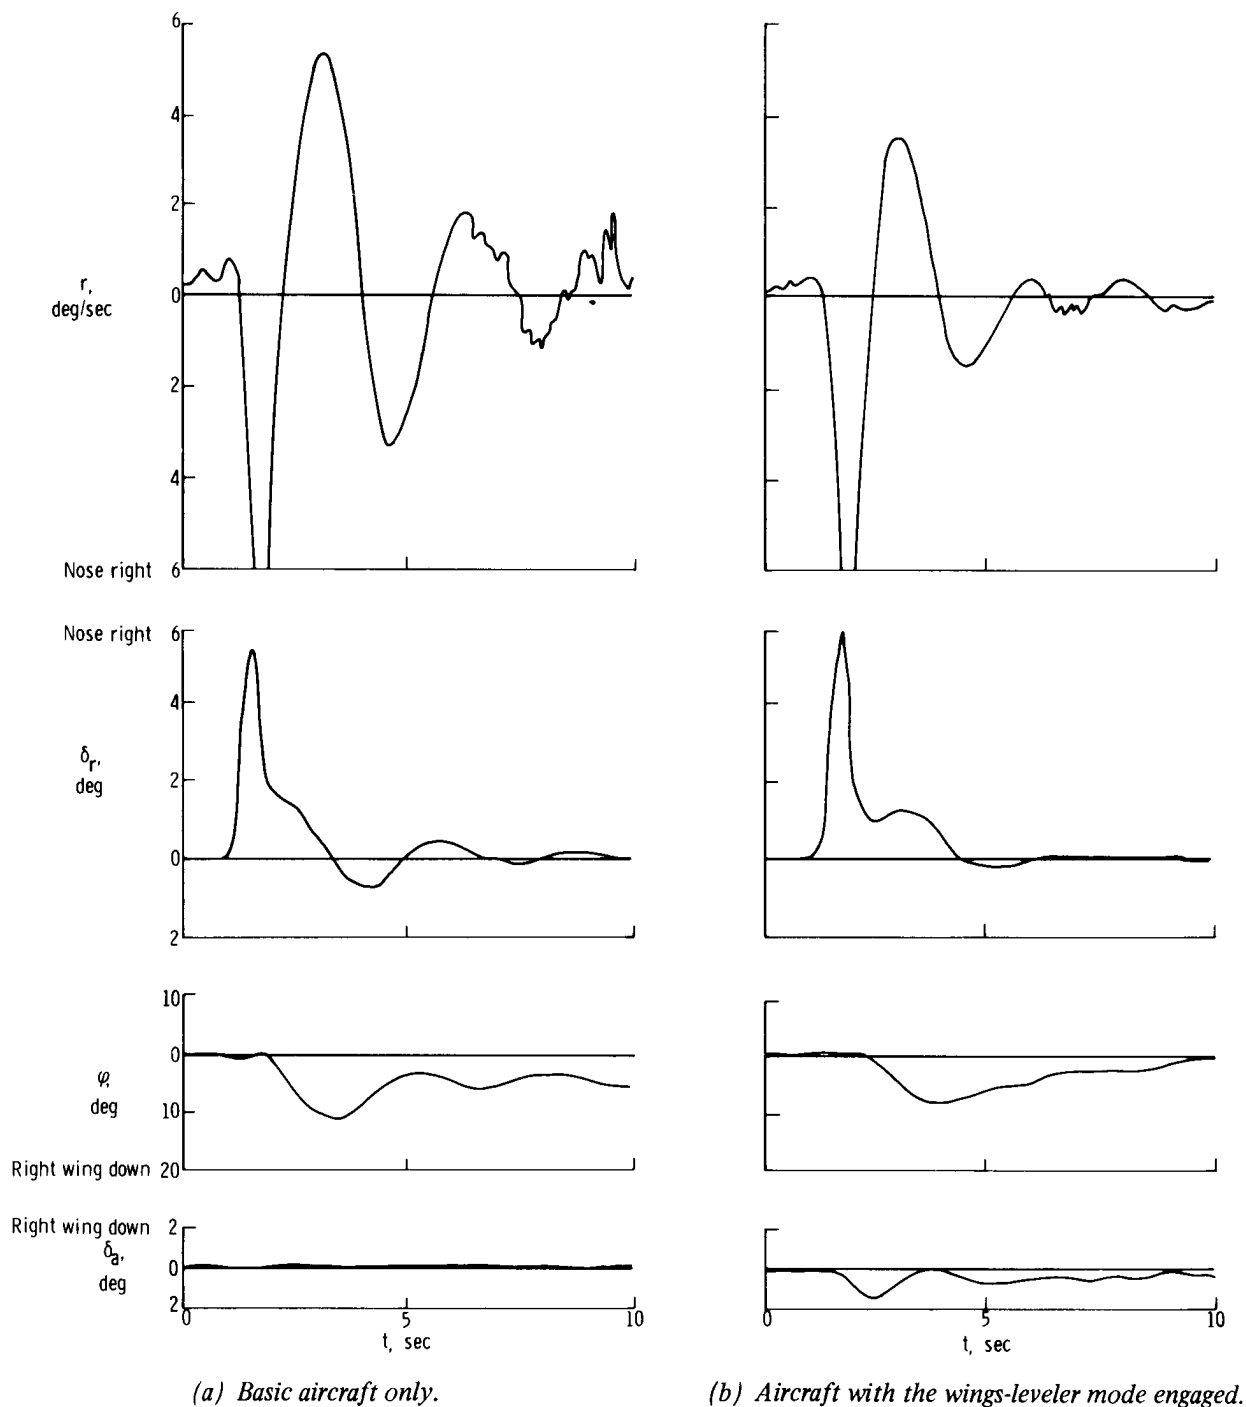 6
4
2
r,
deg/sec
0
2
4
Nose right 6
Nose right 6
4
δr,
deg
2
0
2
10
0
φ,
deg
10
Right wing down 20
Right wing down 2
δa,
deg
0
2
0 5 10
t, sec
0 5 10
t, sec
(a) Basic aircraft only.
(b) Aircraft with the wings-leveler mode engaged.